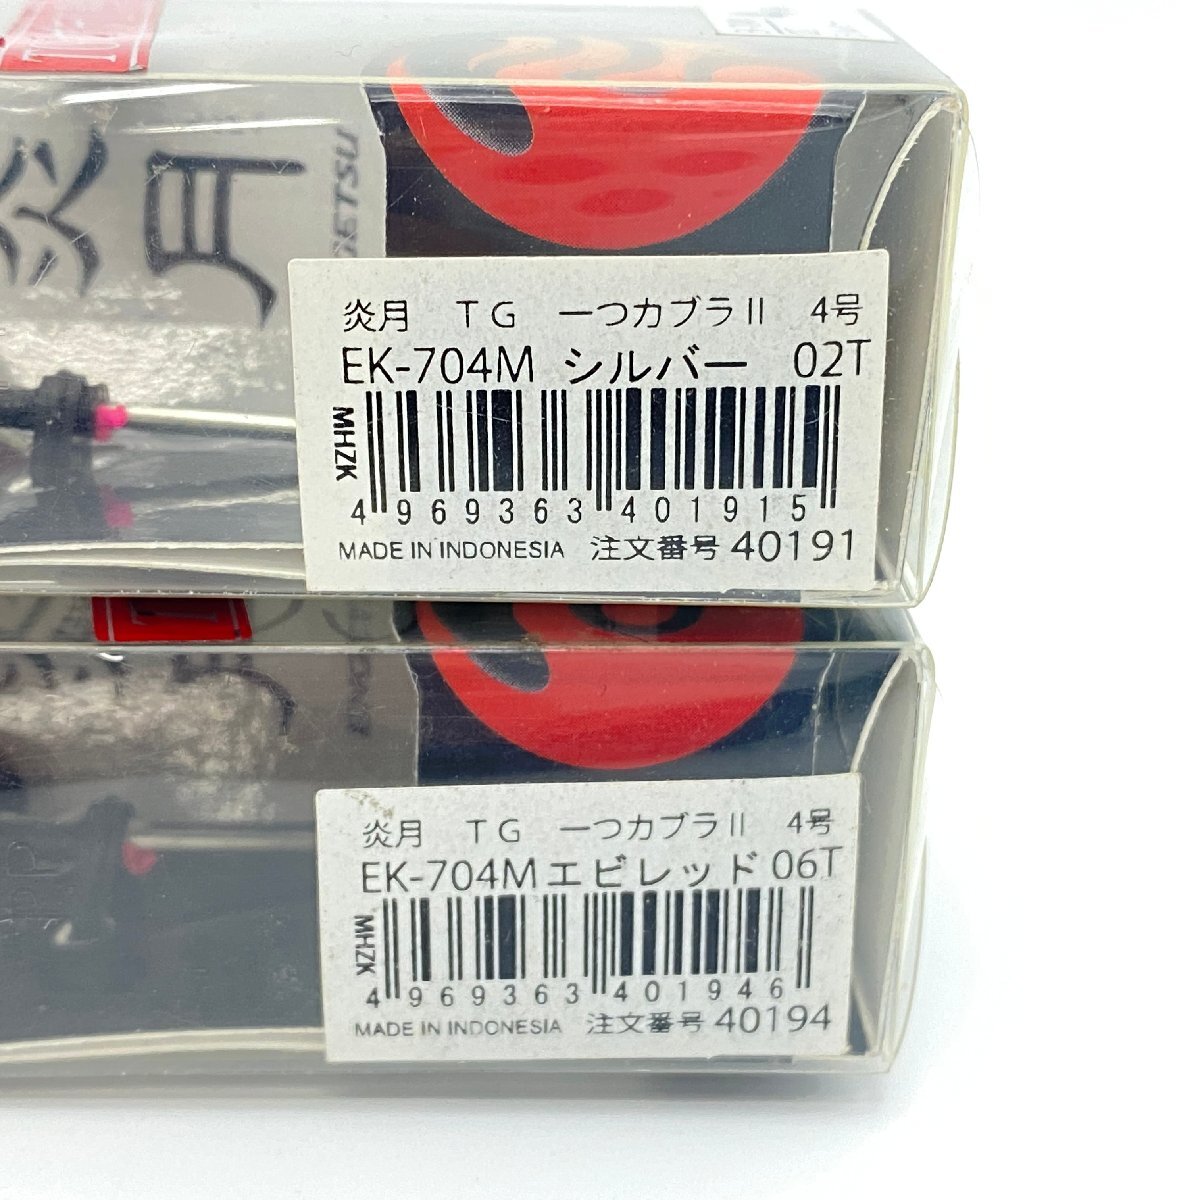 炎月
炎月 TG 一つカブラII 4号
EK-704M シルバー 02T
MHZK
4 969363 401915
MADE IN INDONESIA 注文番号 40191
炎月 TG 一つカブラII 4号
EK-704M エビレッド 06T
MHZK
4 969363 401946
MADE IN INDONESIA 注文番号 40194